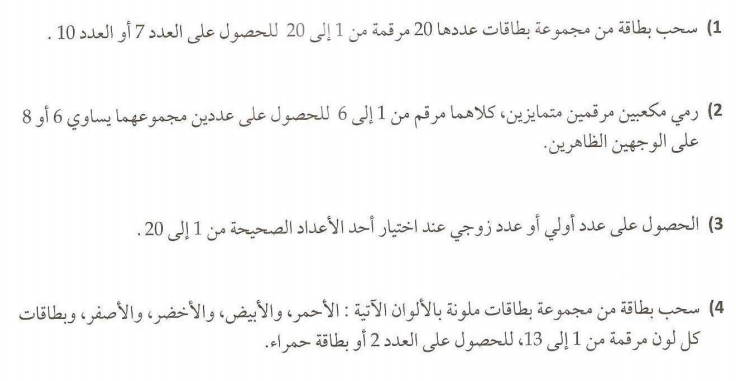 1) سحب بطاقة من مجموعة بطاقات عددها 20 مرقمة من 1 إلى 20 للحصول على العدد 7 أو العدد 10 .
2) رمي مكعبين مرقمين متمايزين، كلاهما مرقم من 1 إلى 6 للحصول على عددين مجموعهما يساوي 6 أو 8
على الوجهين الظاهرين.
3) الحصول على عدد أولي أو عدد زوجي عند اختيار أحد الأعداد الصحيحة من 1 إلى 20 .
4) سحب بطاقة من مجموعة بطاقات ملونة بالألوان الآتية : الأحمر، والأبيض، والأخضر، والأصفر، وبطاقات
كل لون مرقمة من 1 إلى 13، للحصول على العدد 2 أو بطاقة حمراء.